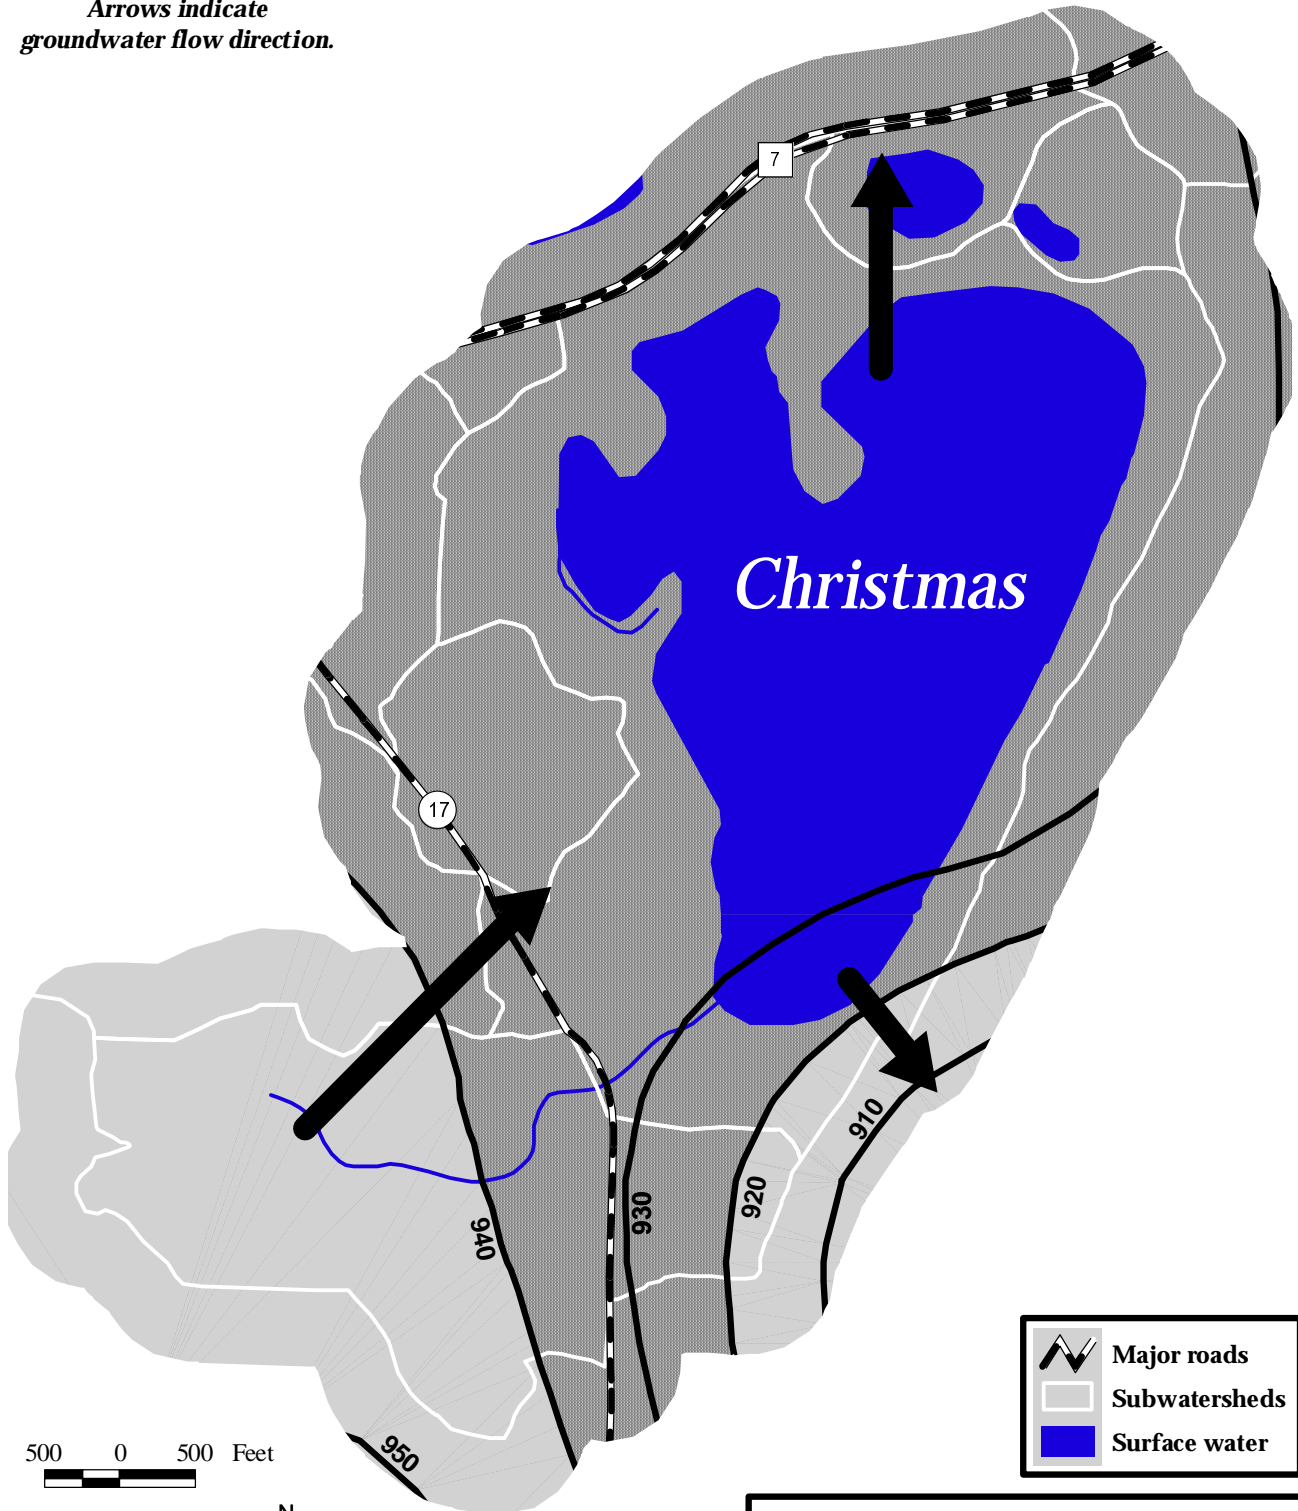 Arrows indicate
groundwater flow direction.
7
Christmas
17
910
920
930
940
950
Major roads
Subwatersheds
Surface water
500 0 500 Feet
N